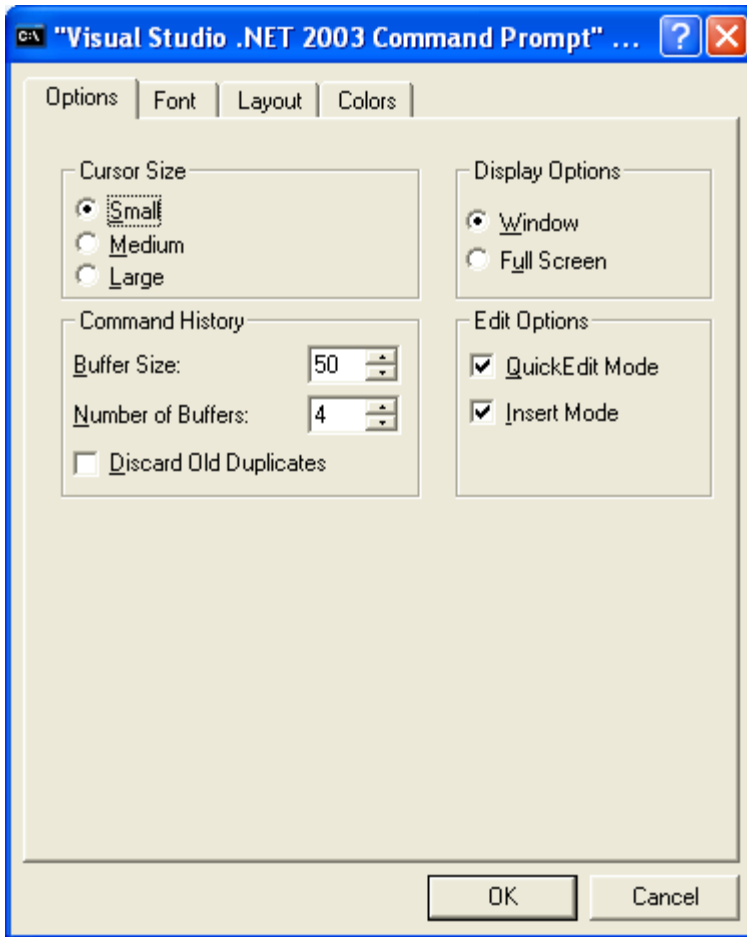 "Visual Studio .NET 2003 Command Prompt" ...
Options Font Layout Colors
Cursor Size
Small
Medium
Large
Display Options
Window
Full Screen
Command History
Buffer Size: 50
Number of Buffers: 4
Discard Old Duplicates
Edit Options
QuickEdit Mode
Insert Mode
OK Cancel